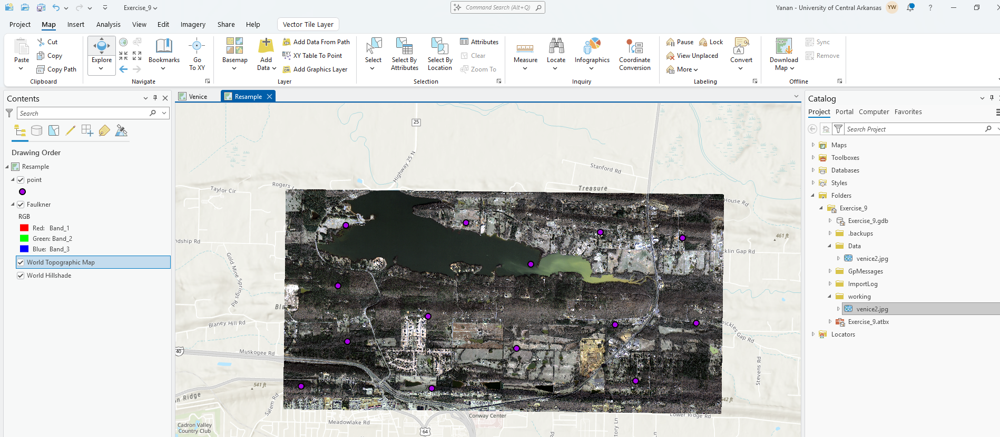 Exercise_9
Command Search (Alt+Q)
Yanan - University of Central Arkansas
YW
?
Project
Map
Insert
Analysis
View
Edit
Imagery
Share
Help
Vector Tile Layer
Paste
Cut
Copy
Copy Path
Clipboard
Explore
Bookmarks
Go
To XY
Navigate
Basemap
Add
Data
Add Data From Path
XY Table To Point
Add Graphics Layer
Layer
Select
Select By
Attributes
Select By
Location
Attributes
Clear
Zoom To
Selection
Measure
Locate
Infographics
Coordinate
Conversion
Inquiry
Pause
Lock
View Unplaced
More
Convert
Labeling
Download
Map
Sync
Remove
Offline
Contents
Search
Drawing Order
Resample
point
Faulkner
RGB
Red: Band_1
Green: Band_2
Blue: Band_3
World Topographic Map
World Hillshade
Venice
Resample
25
Highway 25 N
Stanford Rd
Treasure
Taylor Cir
Rogers L
House Rd
461 ft
ndship Rd
cklin Gap Rd
Gold Mine Springs Rd
Bla
Blaney Hill Rd
Pickles Gap Rd
40
Muskogee Rd
Stevens Rd
541 ft
on Ridge
Salem Rd
42 ft
Conway Center
Lower Ridge Rd
Cadron Valley
Country Club
Meadowlake Rd
64
Rd
tory Ln
Ln
Catalog
Project
Portal
Computer
Favorites
Search Project
Maps
Toolboxes
Databases
Styles
Folders
Exercise_9
Exercise_9.gdb
.backups
Data
venice2.jpg
GpMessages
ImportLog
working
venice2.jpg
Exercise_9.atbx
Locators